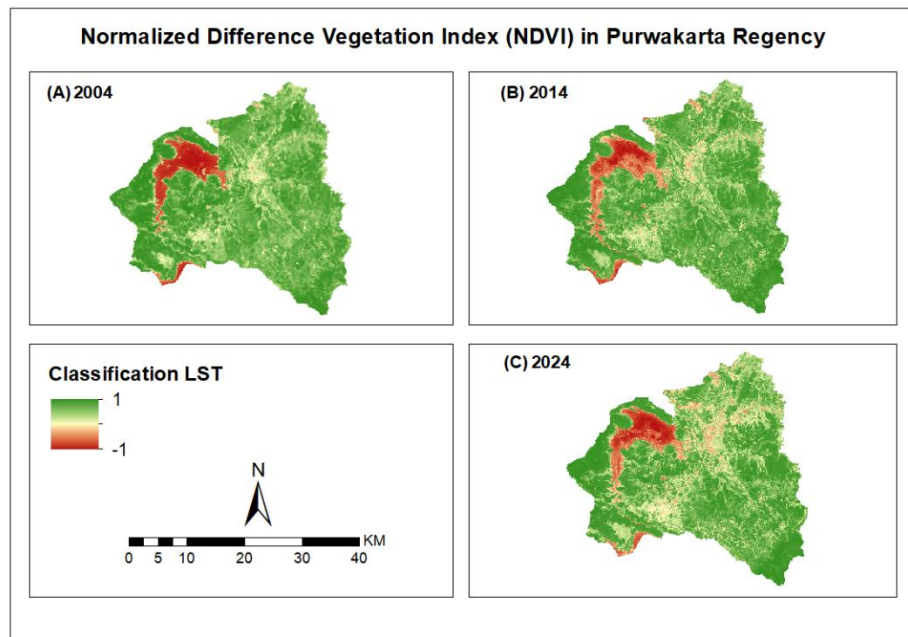 Normalized Difference Vegetation Index (NDVI) in Purwakarta Regency
(A) 2004
(B) 2014
Classification LST
1
-1
N
KM
0 5 10 20 30 40
(C) 2024